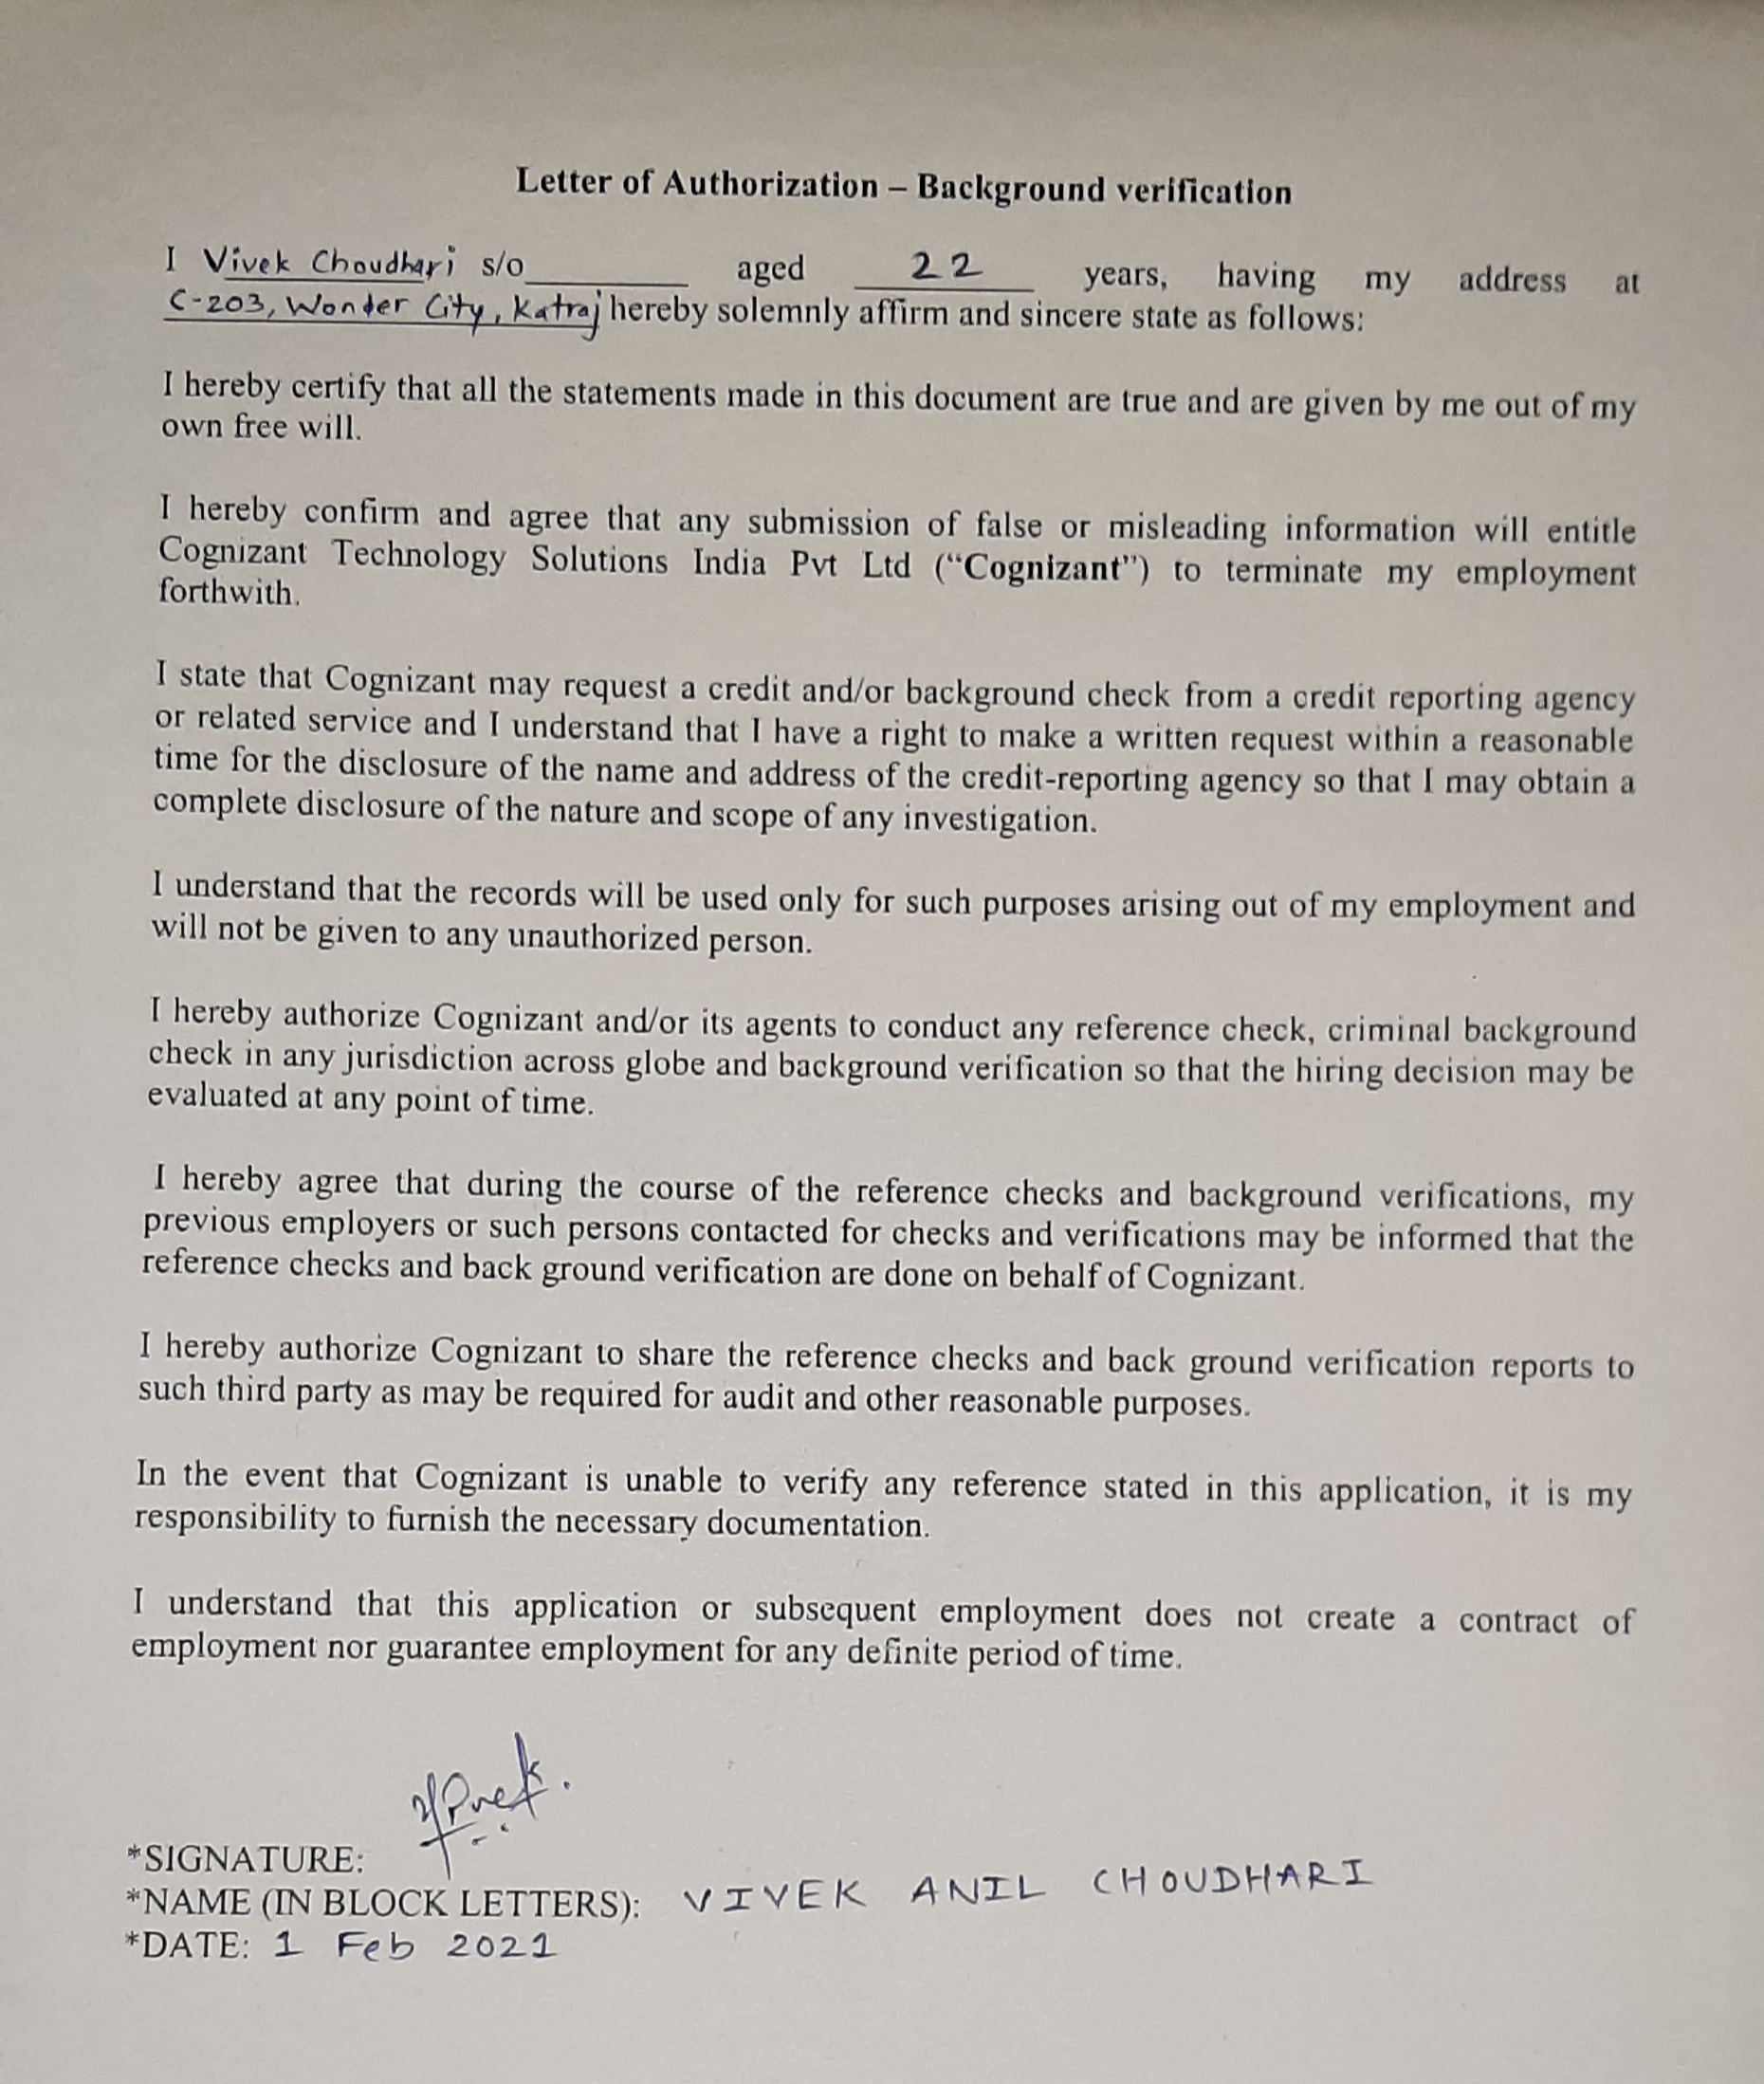 Letter of Authorization – Background verification
I Vivek Choudhari s/o_________ aged 22 years, having my address at
C-203, Wonder City, Katraj hereby solemnly affirm and sincere state as follows:
I hereby certify that all the statements made in this document are true and are given by me out of my
own free will.
I hereby confirm and agree that any submission of false or misleading information will entitle
Cognizant Technology Solutions India Pvt Ltd (“Cognizant”) to terminate my employment
forthwith.
I state that Cognizant may request a credit and/or background check from a credit reporting agency
or related service and I understand that I have a right to make a written request within a reasonable
time for the disclosure of the name and address of the credit-reporting agency so that I may obtain a
complete disclosure of the nature and scope of any investigation.
I understand that the records will be used only for such purposes arising out of my employment and
will not be given to any unauthorized person.
I hereby authorize Cognizant and/or its agents to conduct any reference check, criminal background
check in any jurisdiction across globe and background verification so that the hiring decision may be
evaluated at any point of time.
I hereby agree that during the course of the reference checks and background verifications, my
previous employers or such persons contacted for checks and verifications may be informed that the
reference checks and back ground verification are done on behalf of Cognizant.
I hereby authorize Cognizant to share the reference checks and back ground verification reports to
such third party as may be required for audit and other reasonable purposes.
In the event that Cognizant is unable to verify any reference stated in this application, it is my
responsibility to furnish the necessary documentation.
I understand that this application or subsequent employment does not create a contract of
employment nor guarantee employment for any definite period of time.
*SIGNATURE:
*NAME (IN BLOCK LETTERS): VIVEK ANIL CHOUDHARI
*DATE: 1 Feb 2021